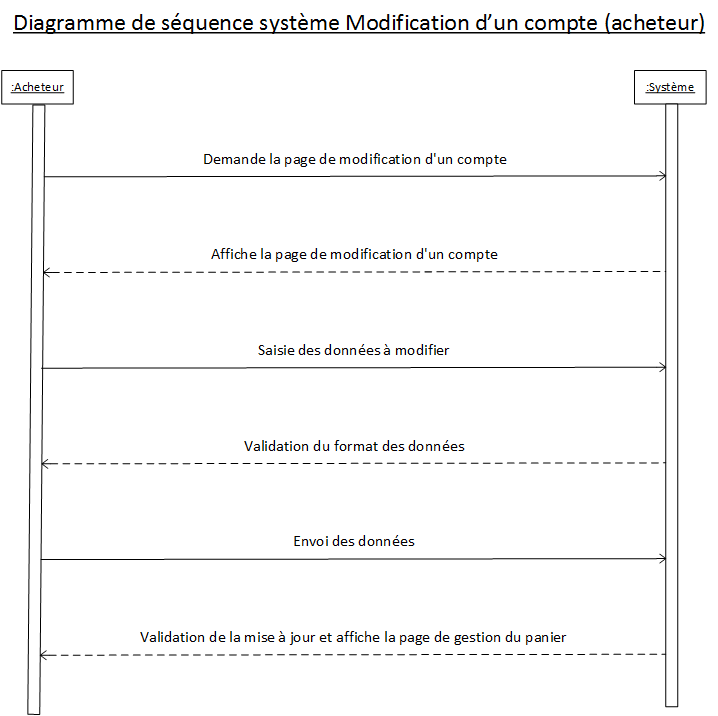 Diagramme de séquence système Modification d’un compte (acheteur)
:Acheteur
:Système
Demande la page de modification d'un compte
Affiche la page de modification d'un compte
Saisie des données à modifier
Validation du format des données
Envoi des données
Validation de la mise à jour et affiche la page de gestion du panier